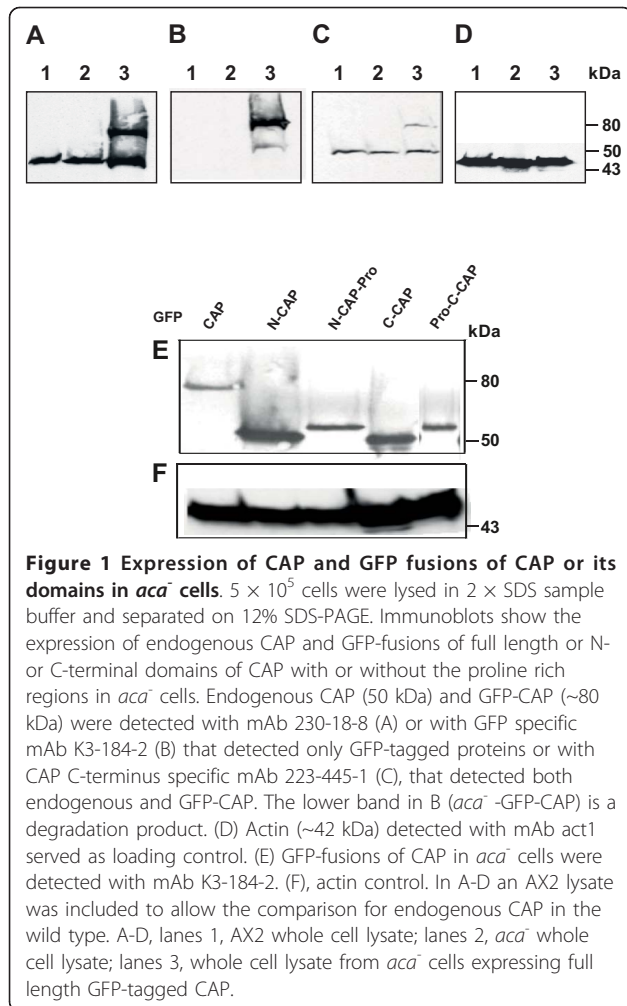 A B C D
1 2 3 1 2 3 1 2 3 1 2 3 kDa
80
50
43
GFP CAP N-CAP N-CAP-Pro C-CAP Pro-C-CAP
kDa
E
80
50
F
43
Figure 1 Expression of CAP and GFP fusions of CAP or its
domains in aca⁻ cells. 5 × 10⁵ cells were lysed in 2 × SDS sample
buffer and separated on 12% SDS-PAGE. Immunoblots show the
expression of endogenous CAP and GFP-fusions of full length or N-
or C-terminal domains of CAP with or without the proline rich
regions in aca⁻ cells. Endogenous CAP (50 kDa) and GFP-CAP (~80
kDa) were detected with mAb 230-18-8 (A) or with GFP specific
mAb K3-184-2 (B) that detected only GFP-tagged proteins or with
CAP C-terminus specific mAb 223-445-1 (C), that detected both
endogenous and GFP-CAP. The lower band in B (aca⁻ -GFP-CAP) is a
degradation product. (D) Actin (~42 kDa) detected with mAb act1
served as loading control. (E) GFP-fusions of CAP in aca⁻ cells were
detected with mAb K3-184-2. (F), actin control. In A-D an AX2 lysate
was included to allow the comparison for endogenous CAP in the
wild type. A-D, lanes 1, AX2 whole cell lysate; lanes 2, aca⁻ whole
cell lysate; lanes 3, whole cell lysate from aca⁻ cells expressing full
length GFP-tagged CAP.